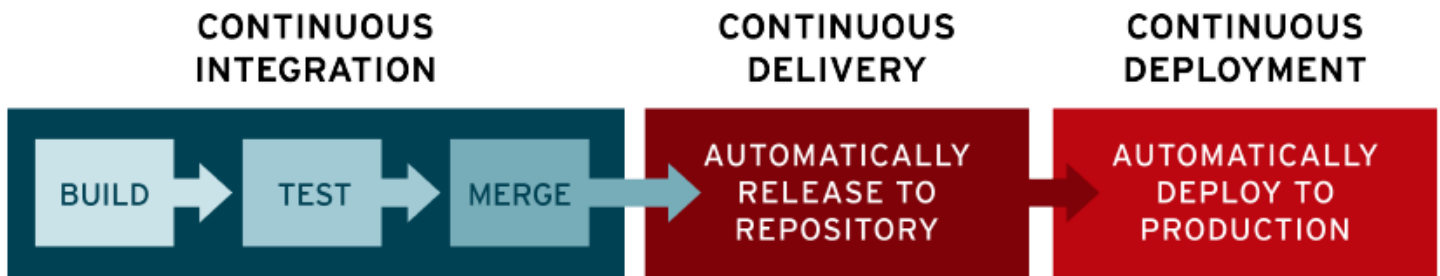 CONTINUOUS
INTEGRATION
CONTINUOUS
DELIVERY
CONTINUOUS
DEPLOYMENT
BUILD
TEST
MERGE
AUTOMATICALLY
RELEASE TO
REPOSITORY
AUTOMATICALLY
DEPLOY TO
PRODUCTION